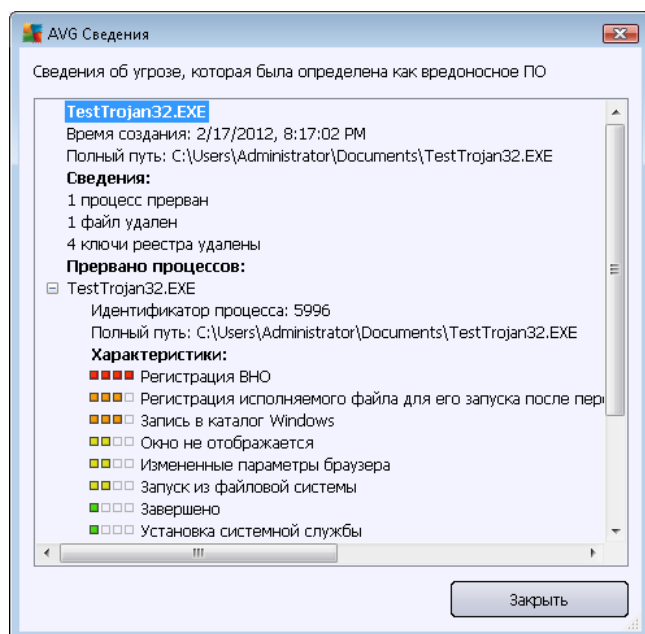 AVG Сведения
Сведения об угрозе, которая была определена как вредоносное ПО
TestTrojan32.EXE
Время создания: 2/17/2012, 8:17:02 PM
Полный путь: C:\Users\Administrator\Documents\TestTrojan32.EXE
Сведения:
1 процесс прерван
1 файл удален
4 ключи реестра удалены
Прервано процессов:
TestTrojan32.EXE
Идентификатор процесса: 5996
Полный путь: C:\Users\Administrator\Documents\TestTrojan32.EXE
Характеристики:
Регистрация BHO
Регистрация исполняемого файла для его запуска после пер
Запись в каталог Windows
Окно не отображается
Измененные параметры браузера
Запуск из файловой системы
Завершено
Установка системной службы
Закрыть